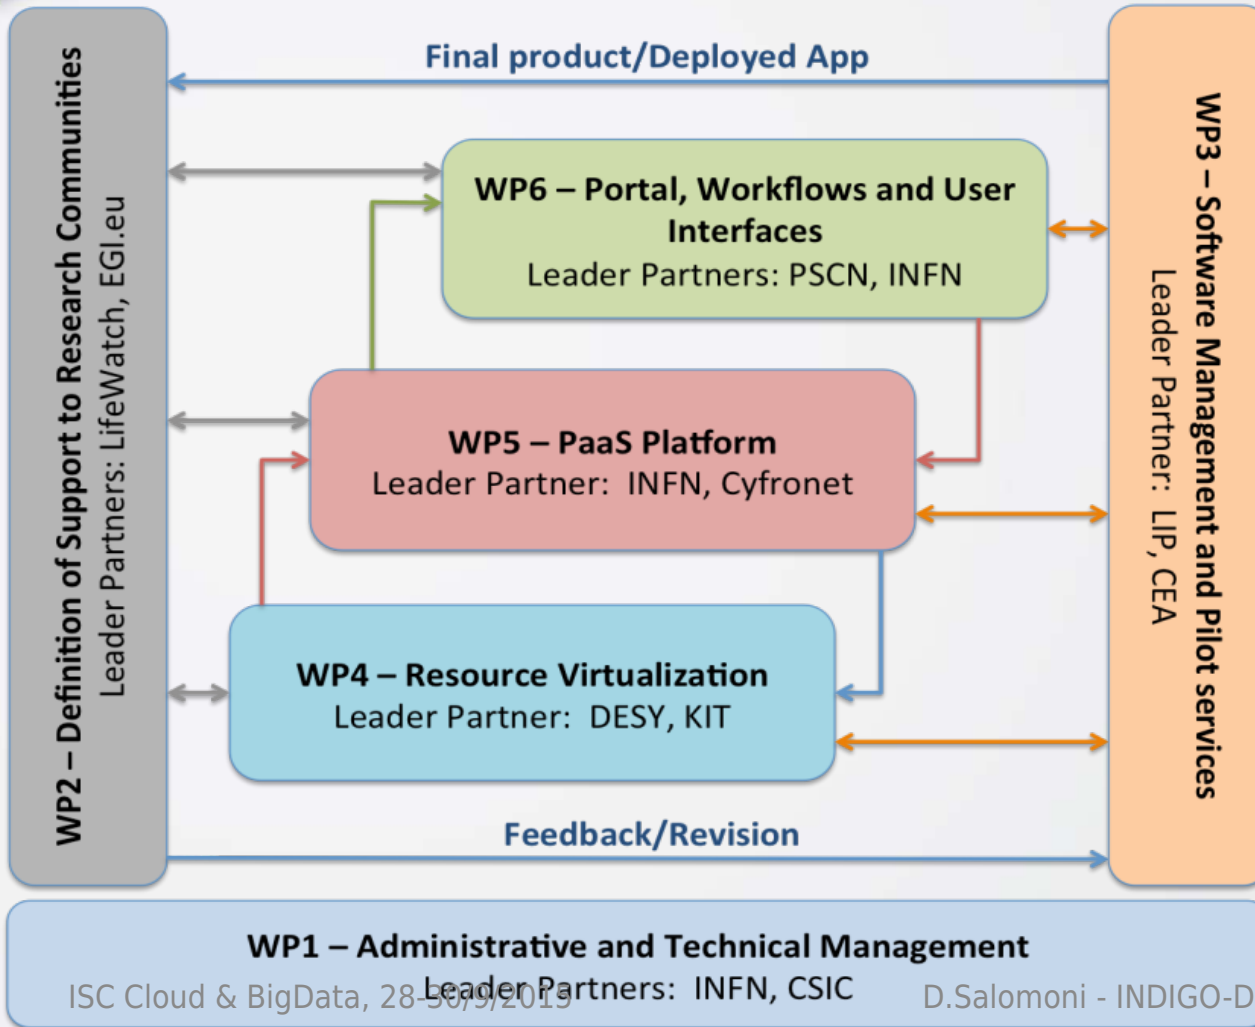 WP2 – Definition of Support to Research Communities
Leader Partners: LifeWatch, EGI.eu
Final product/Deployed App
WP6 – Portal, Workflows and User
Interfaces
Leader Partners: PSCN, INFN
WP5 – PaaS Platform
Leader Partner: INFN, Cyfronet
WP4 – Resource Virtualization
Leader Partner: DESY, KIT
Feedback/Revision
WP3 – Software Management and Pilot services
Leader Partner: LIP, CEA
WP1 – Administrative and Technical Management
Leader Partners: INFN, CSIC
ISC Cloud & BigData, 28-30/9/2015
D.Salomoni - INDIGO-D